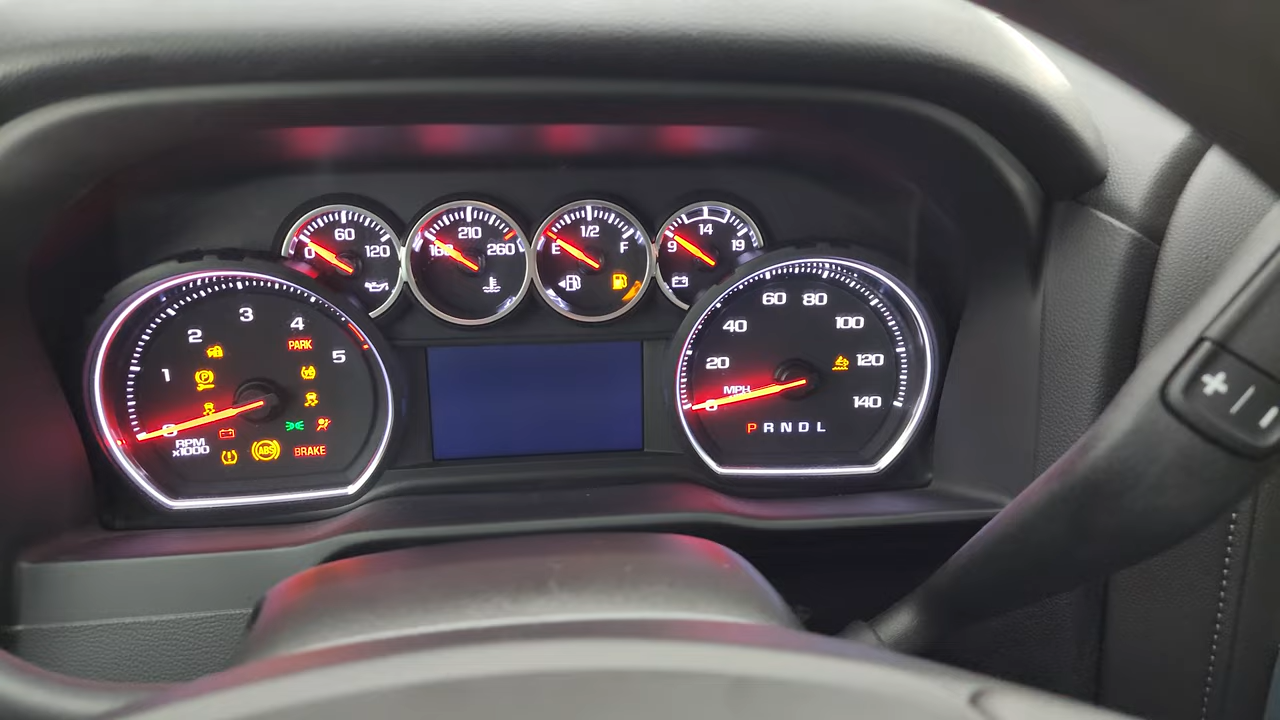 0 60 120
160 210 260
E 1/2 F
9 14 19
0 1 2 3 4 5
PARK
RPM
x1000
ABS
BRAKE
0 20 40 60 80 100 120 140
MPH
P R N D L
+